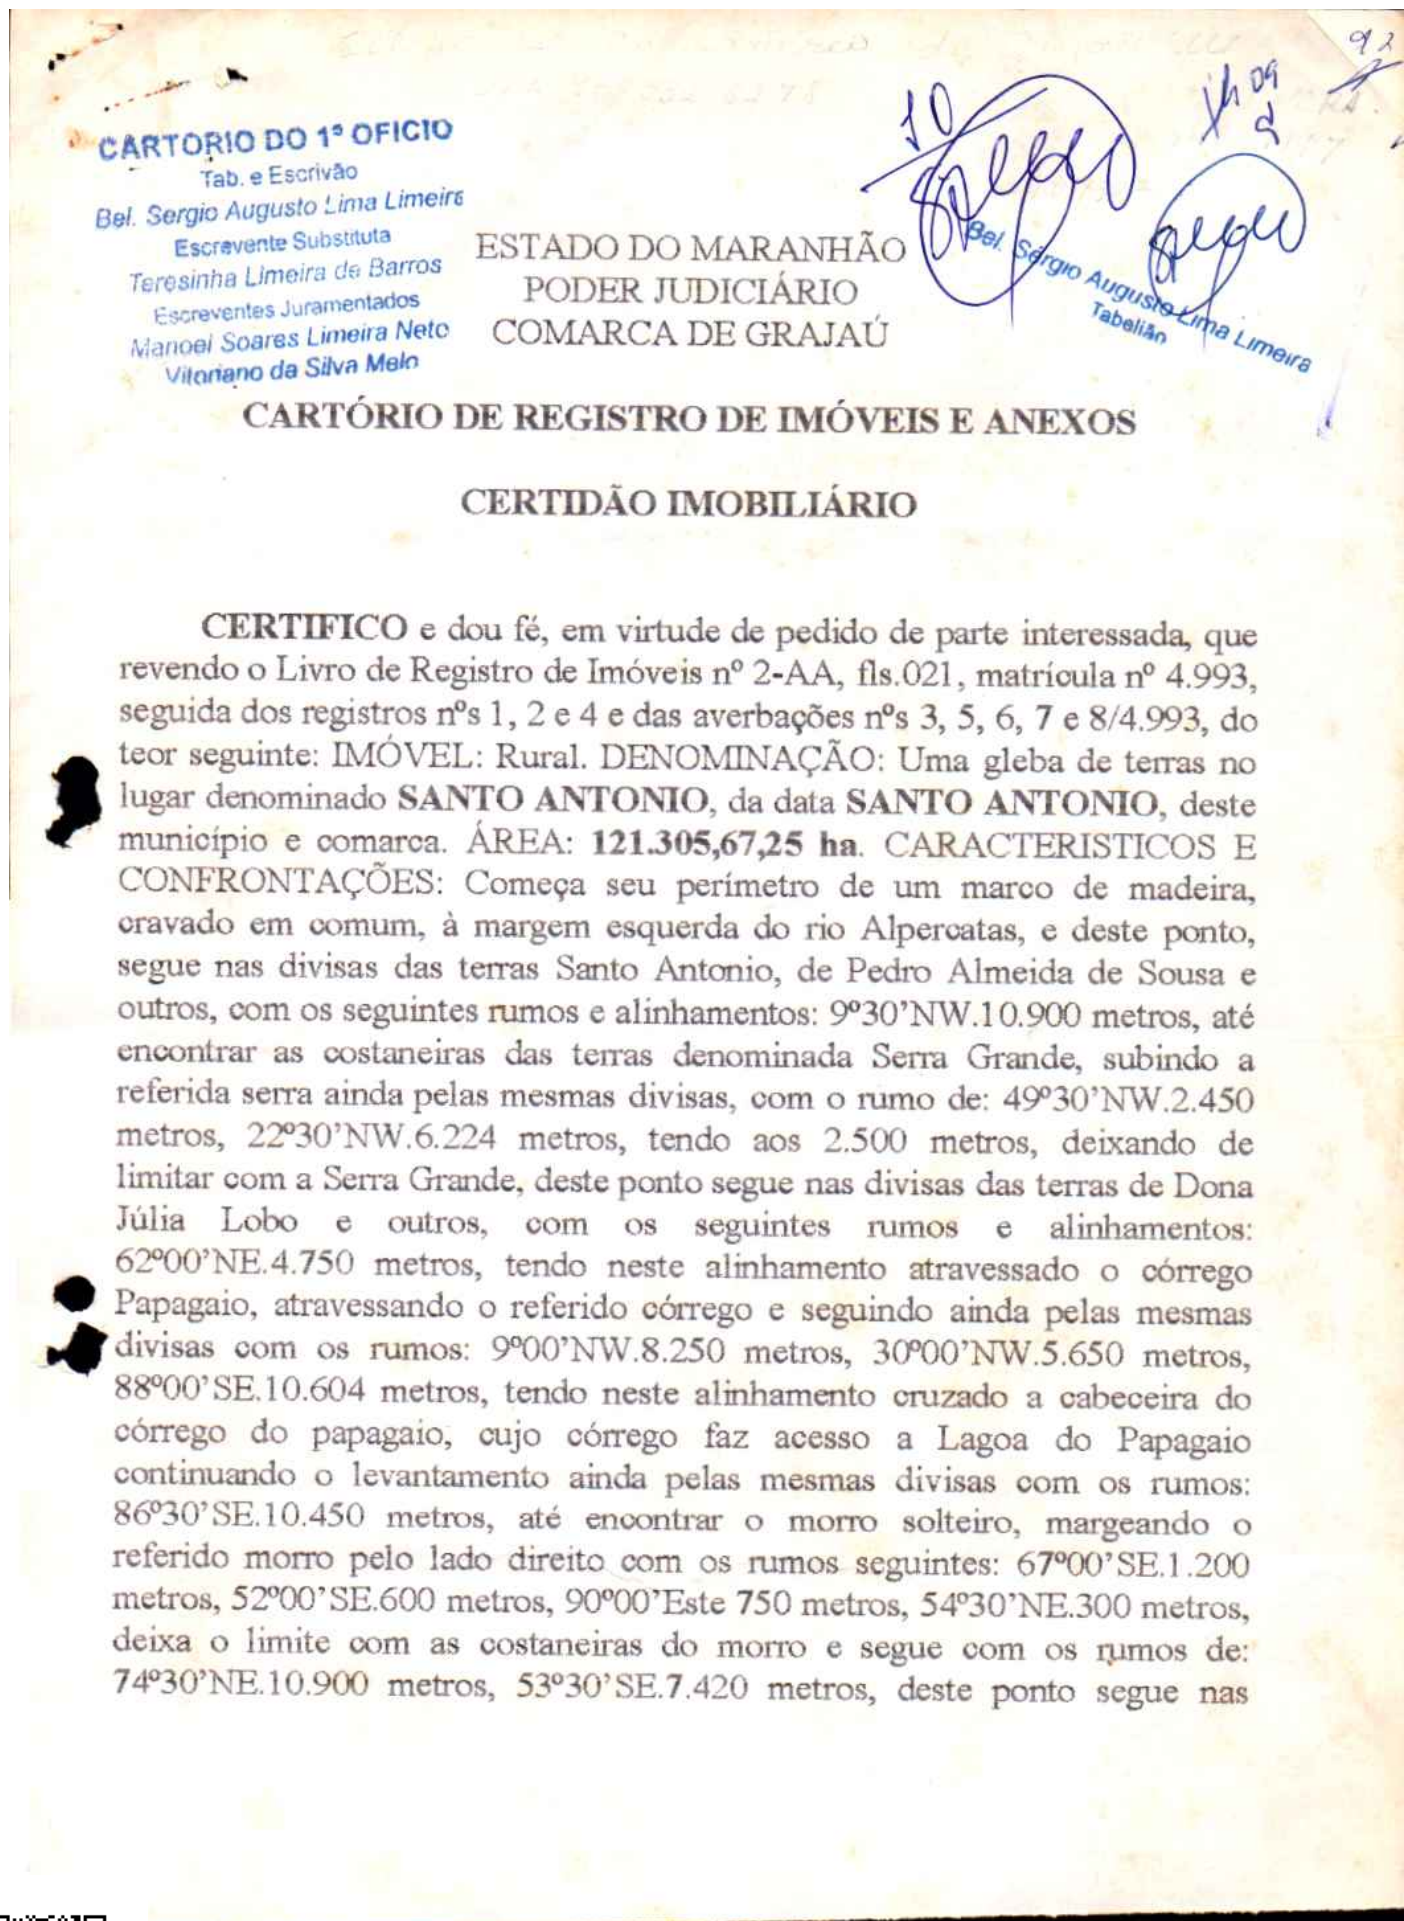 92
10
CARTORIO DO 1º OFICIO
Tab. e Escrivão
Bel. Sergio Augusto Lima Limeira
Escrevente Substituta
Teresinha Limeira de Barros
Escreventes Juramentados
Manoel Soares Limeira Neto
Vitoriano da Silva Melo
Bel. Sérgio Augusto Lima Limeira
Tabelião
ESTADO DO MARANHÃO
PODER JUDICIÁRIO
COMARCA DE GRAJAÚ
CARTÓRIO DE REGISTRO DE IMÓVEIS E ANEXOS
CERTIDÃO IMOBILIÁRIO
CERTIFICO e dou fé, em virtude de pedido de parte interessada, que
revendo o Livro de Registro de Imóveis nº 2-AA, fls.021, matrícula nº 4.993,
seguida dos registros nºs 1, 2 e 4 e das averbações nºs 3, 5, 6, 7 e 8/4.993, do
teor seguinte: IMÓVEL: Rural. DENOMINAÇÃO: Uma gleba de terras no
lugar denominado SANTO ANTONIO, da data SANTO ANTONIO, deste
município e comarca. ÁREA: 121.305,67,25 ha. CARACTERISTICOS E
CONFRONTAÇÕES: Começa seu perímetro de um marco de madeira,
cravado em comum, à margem esquerda do rio Alpercatas, e deste ponto,
segue nas divisas das terras Santo Antonio, de Pedro Almeida de Sousa e
outros, com os seguintes rumos e alinhamentos: 9º30’NW.10.900 metros, até
encontrar as costaneiras das terras denominada Serra Grande, subindo a
referida serra ainda pelas mesmas divisas, com o rumo de: 49º30’NW.2.450
metros, 22º30’NW.6.224 metros, tendo aos 2.500 metros, deixando de
limitar com a Serra Grande, deste ponto segue nas divisas das terras de Dona
Júlia Lobo e outros, com os seguintes rumos e alinhamentos:
62º00’NE.4.750 metros, tendo neste alinhamento atravessado o córrego
Papagaio, atravessando o referido córrego e seguindo ainda pelas mesmas
divisas com os rumos: 9º00’NW.8.250 metros, 30º00’NW.5.650 metros,
88º00’SE.10.604 metros, tendo neste alinhamento cruzado a cabeceira do
córrego do papagaio, cujo córrego faz acesso a Lagoa do Papagaio
continuando o levantamento ainda pelas mesmas divisas com os rumos:
86º30’SE.10.450 metros, até encontrar o morro solteiro, margeando o
referido morro pelo lado direito com os rumos seguintes: 67º00’SE.1.200
metros, 52º00’SE.600 metros, 90º00’Este 750 metros, 54º30’NE.300 metros,
deixa o limite com as costaneiras do morro e segue com os rumos de:
74º30’NE.10.900 metros, 53º30’SE.7.420 metros, deste ponto segue nas